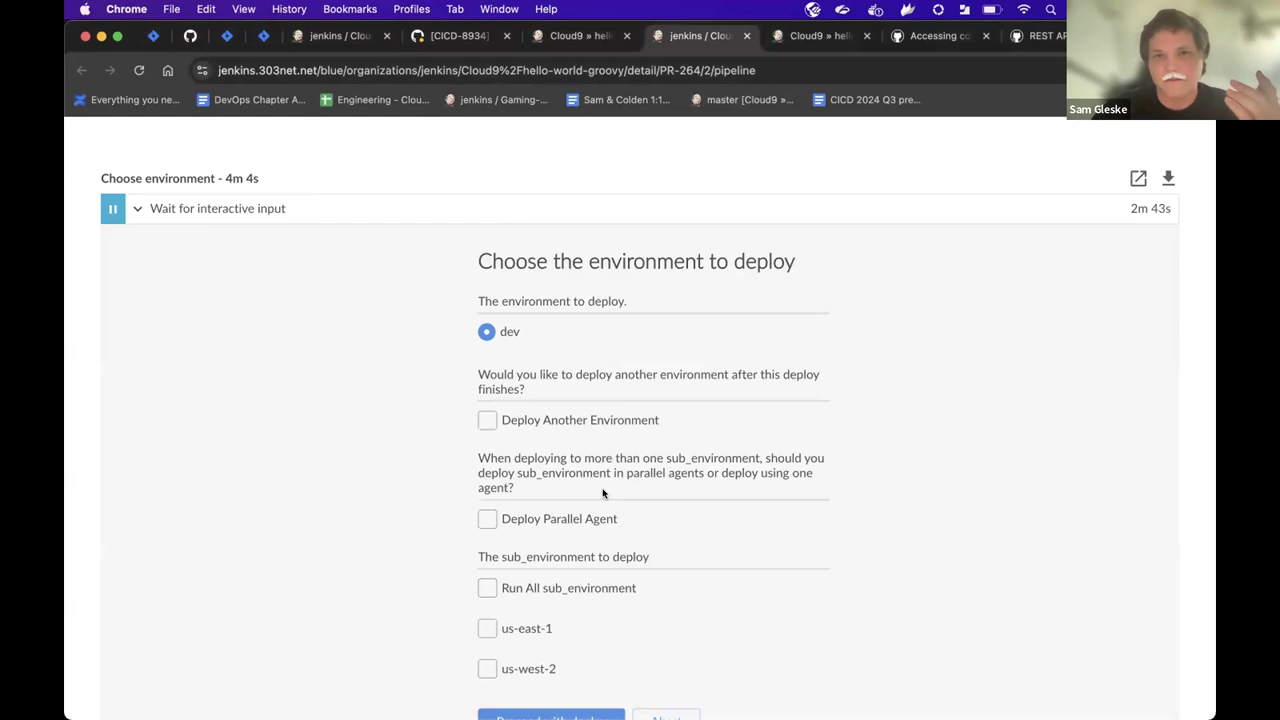 Chrome File Edit View History Bookmarks Profiles Tab Window Help
jenkins / Clou
[CICD-8934]
Cloud9 » hell
jenkins / Clou
Cloud9 » hell
Accessing co
REST AP
jenkins.303net.net/blue/organizations/jenkins/Cloud9%2Fhello-world-groovy/detail/PR-264/2/pipeline
Everything you ne...
DevOps Chapter A...
Engineering - Clou...
jenkins / Gaming-...
Sam & Colden 1:1...
master [Cloud9 »...
CICD 2024 Q3 pre...
Sam Gleske
Choose environment - 4m 4s
Wait for interactive input
2m 43s
Choose the environment to deploy
The environment to deploy.
dev
Would you like to deploy another environment after this deploy
finishes?
Deploy Another Environment
When deploying to more than one sub_environment, should you
deploy sub_environment in parallel agents or deploy using one
agent?
Deploy Parallel Agent
The sub_environment to deploy
Run All sub_environment
us-east-1
us-west-2